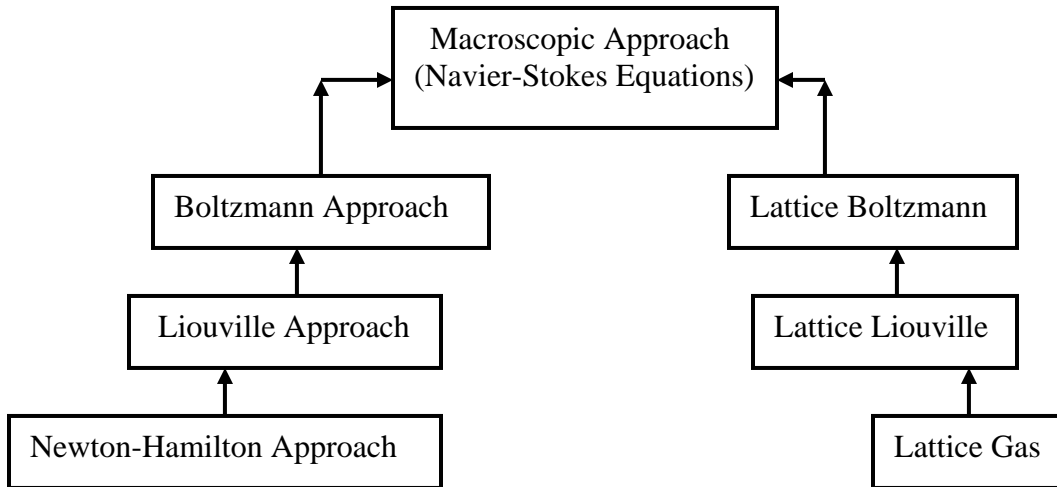 Macroscopic Approach
(Navier-Stokes Equations)
Boltzmann Approach
Lattice Boltzmann
Liouville Approach
Lattice Liouville
Newton-Hamilton Approach
Lattice Gas